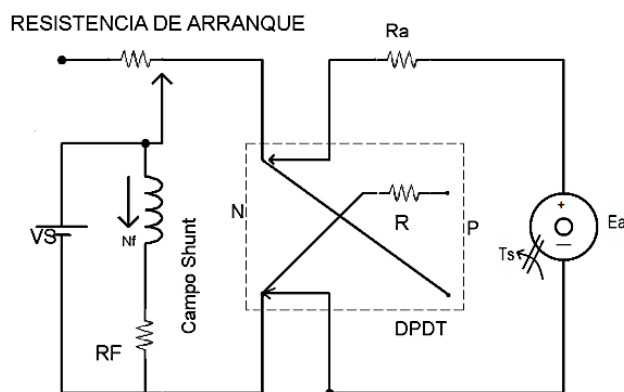 RESISTENCIA DE ARRANQUE
Ra
N
R
P
VS
Nf
Campo Shunt
+
Ea
Ts
RF
DPDT